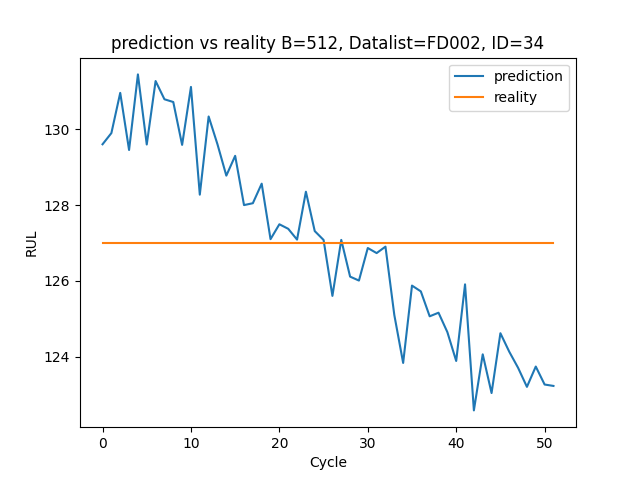 prediction vs reality B=512, Datalist=FD002, ID=34
prediction
reality
130
128
126
124
RUL
0 10 20 30 40 50
Cycle